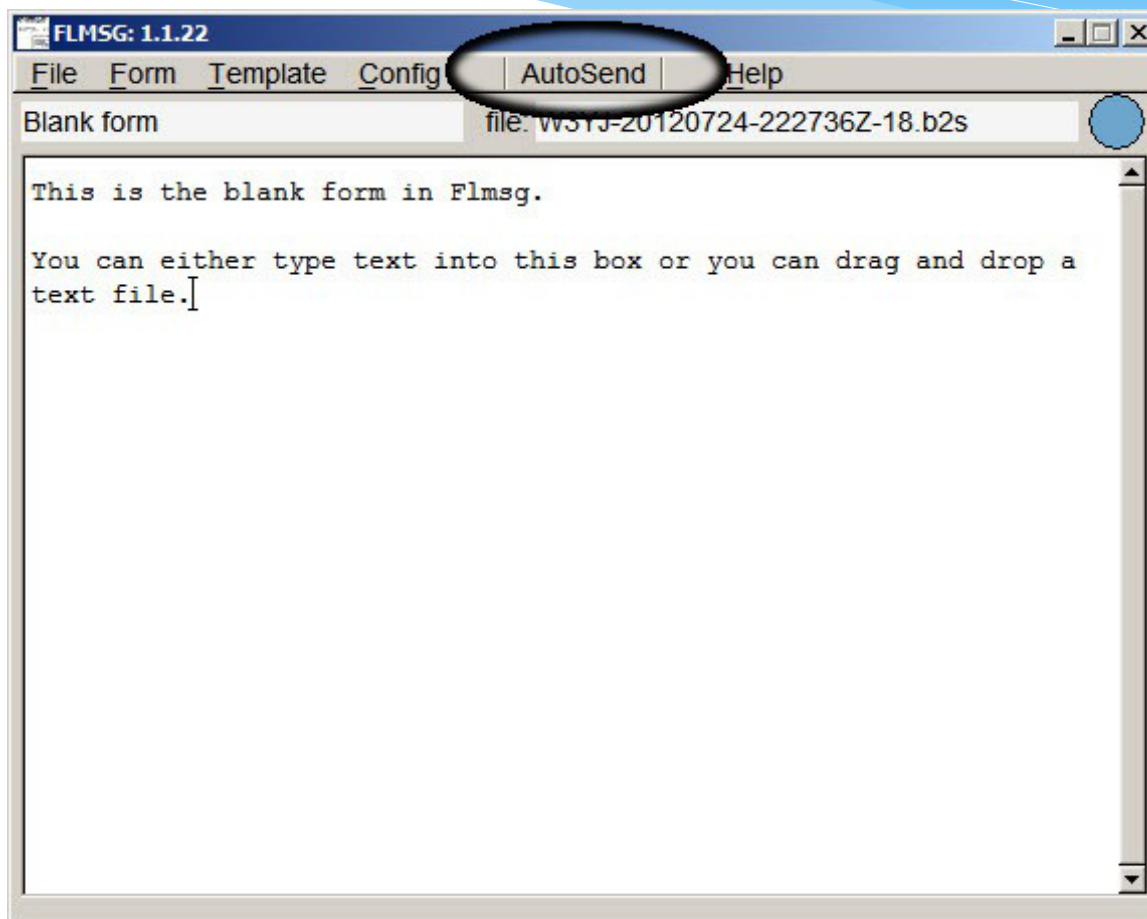 FLMSG: 1.1.22
File Form Template Config AutoSend Help
Blank form file: W3YJ-20120724-222736Z-18.b2s
This is the blank form in Flmsg.
You can either type text into this box or you can drag and drop a
text file.